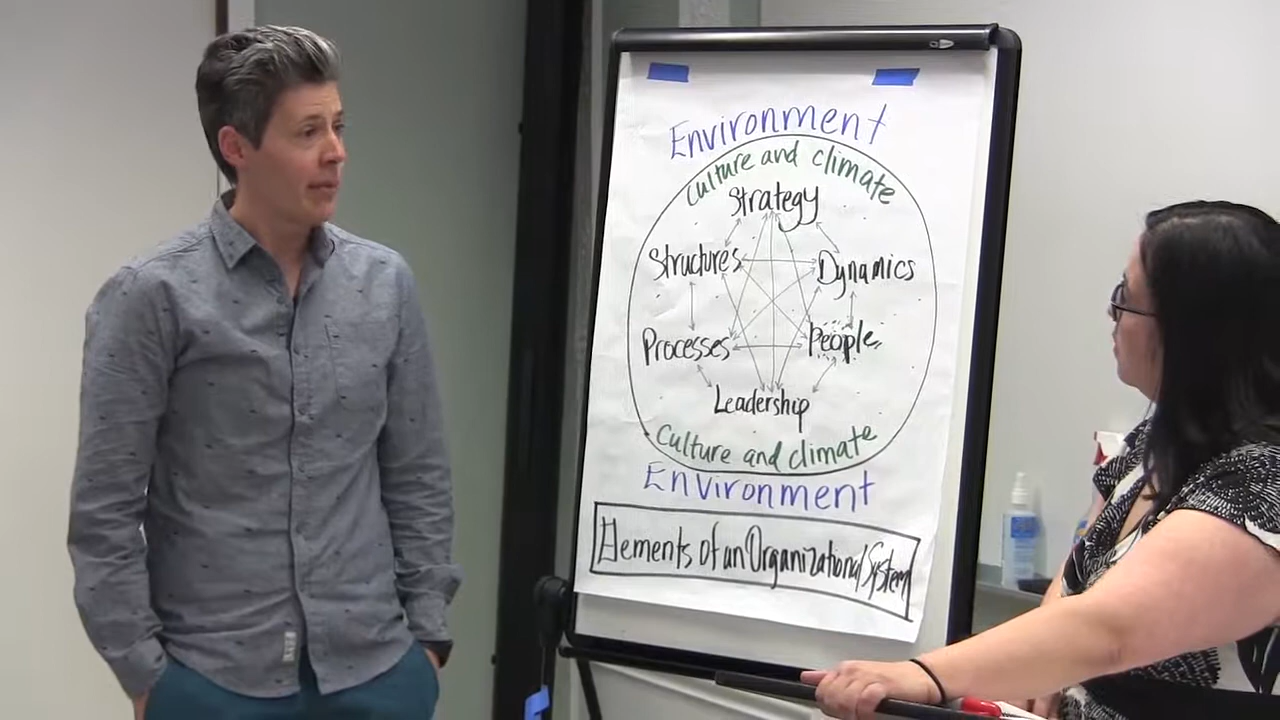 Environment
Culture and climate
Strategy
Structures
Dynamics
Processes
People
Leadership
Culture and climate
Environment
Elements of an Organizational System